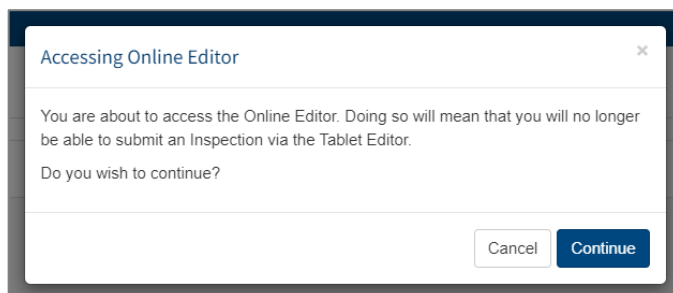 Accessing Online Editor
×
You are about to access the Online Editor. Doing so will mean that you will no longer
be able to submit an Inspection via the Tablet Editor.
Do you wish to continue?
Cancel
Continue